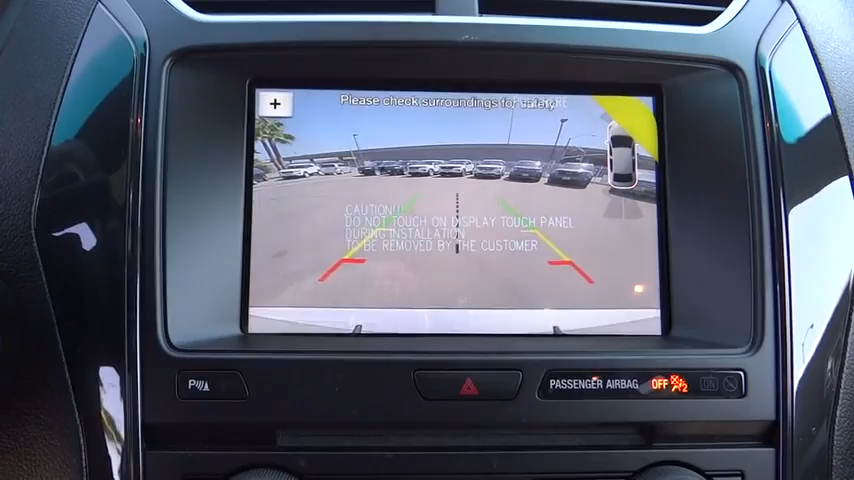 Please check surroundings for safety
CAUTION!!!
DO NOT TOUCH ON DISPLAY TOUCH PANEL
DURING INSTALLATION
TO BE REMOVED BY THE CUSTOMER
PASSENGER AIRBAG OFF ON